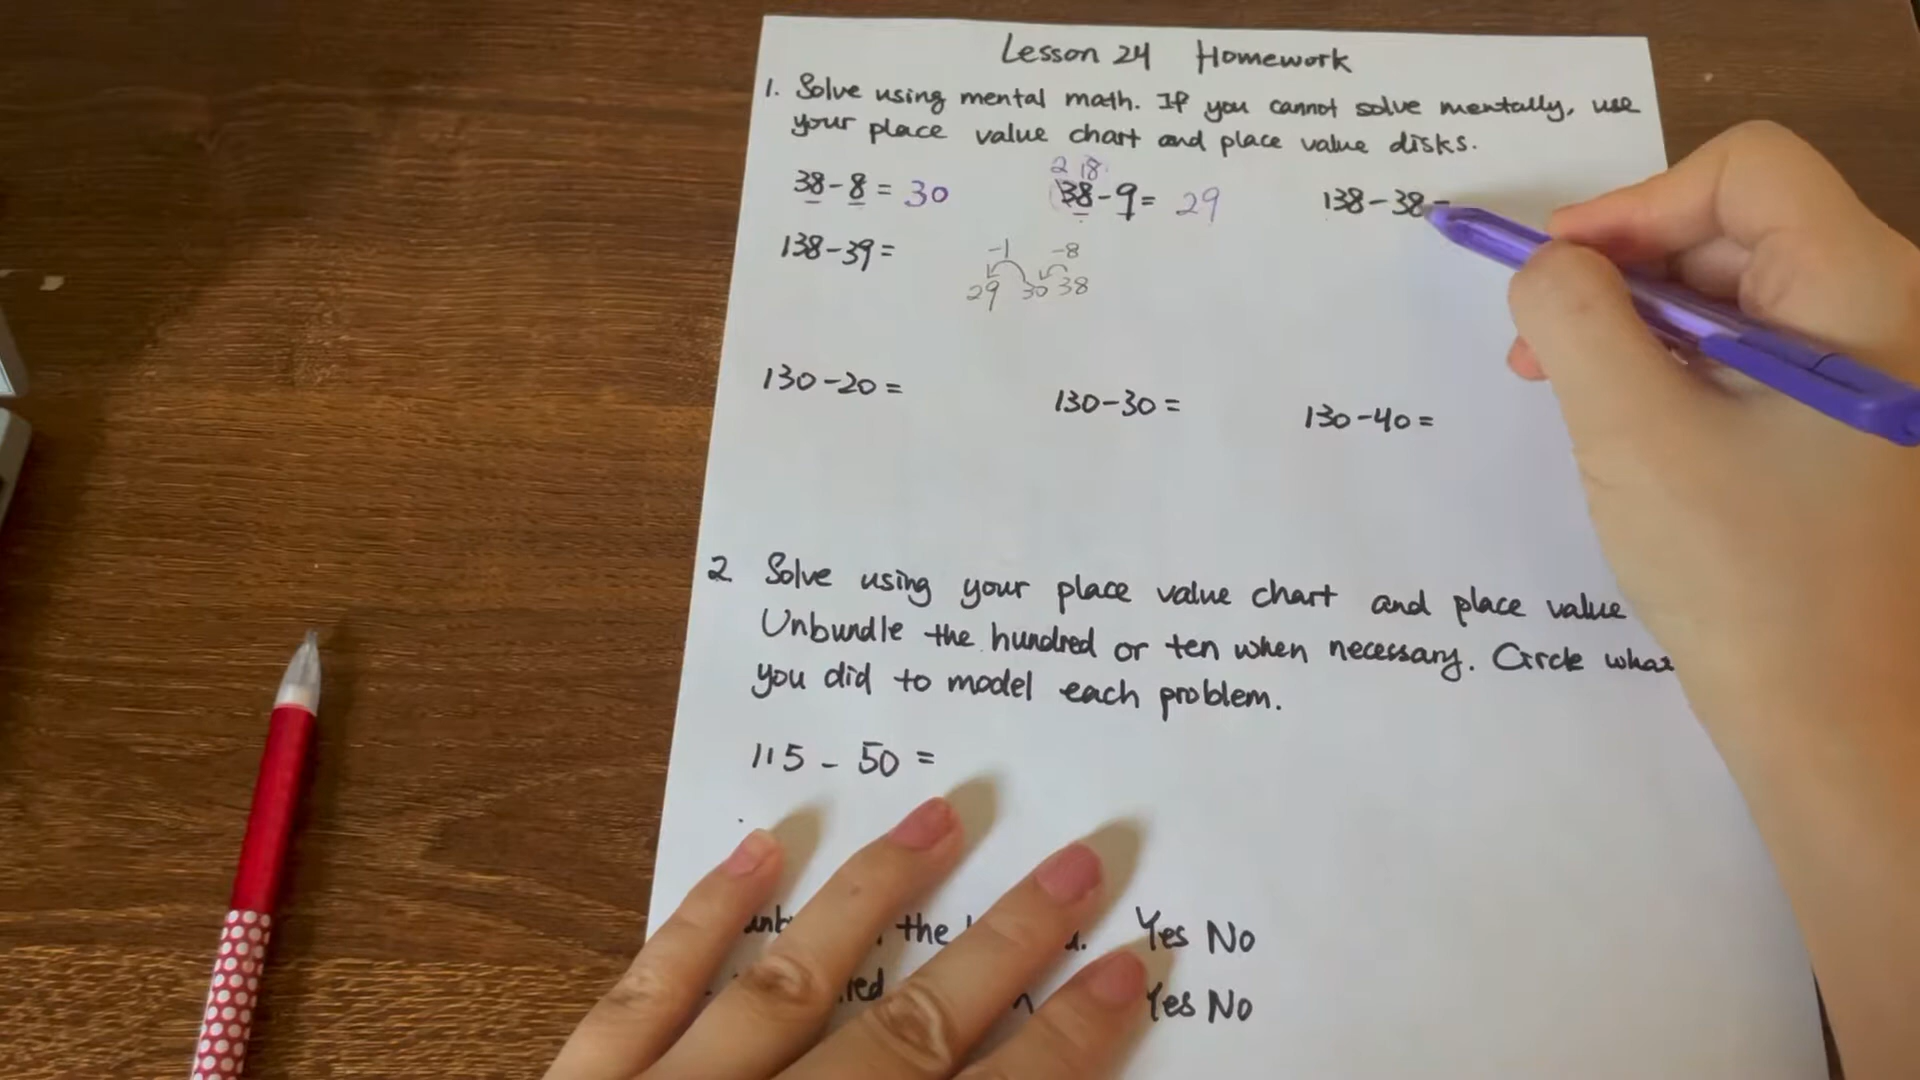 Lesson 24 Homework
1. Solve using mental math. If you cannot solve mentally, use
your place value chart and place value disks.
2 18
38-8 = 30 38-9= 29 138-38=
138-39=
-1 -8
29 30 38
130-20= 130-30= 130-40=
2 Solve using your place value chart and place value
Unbundle the hundred or ten when necessary. Circle what
you did to model each problem.
115 - 50 =
the Yes No
Yes No